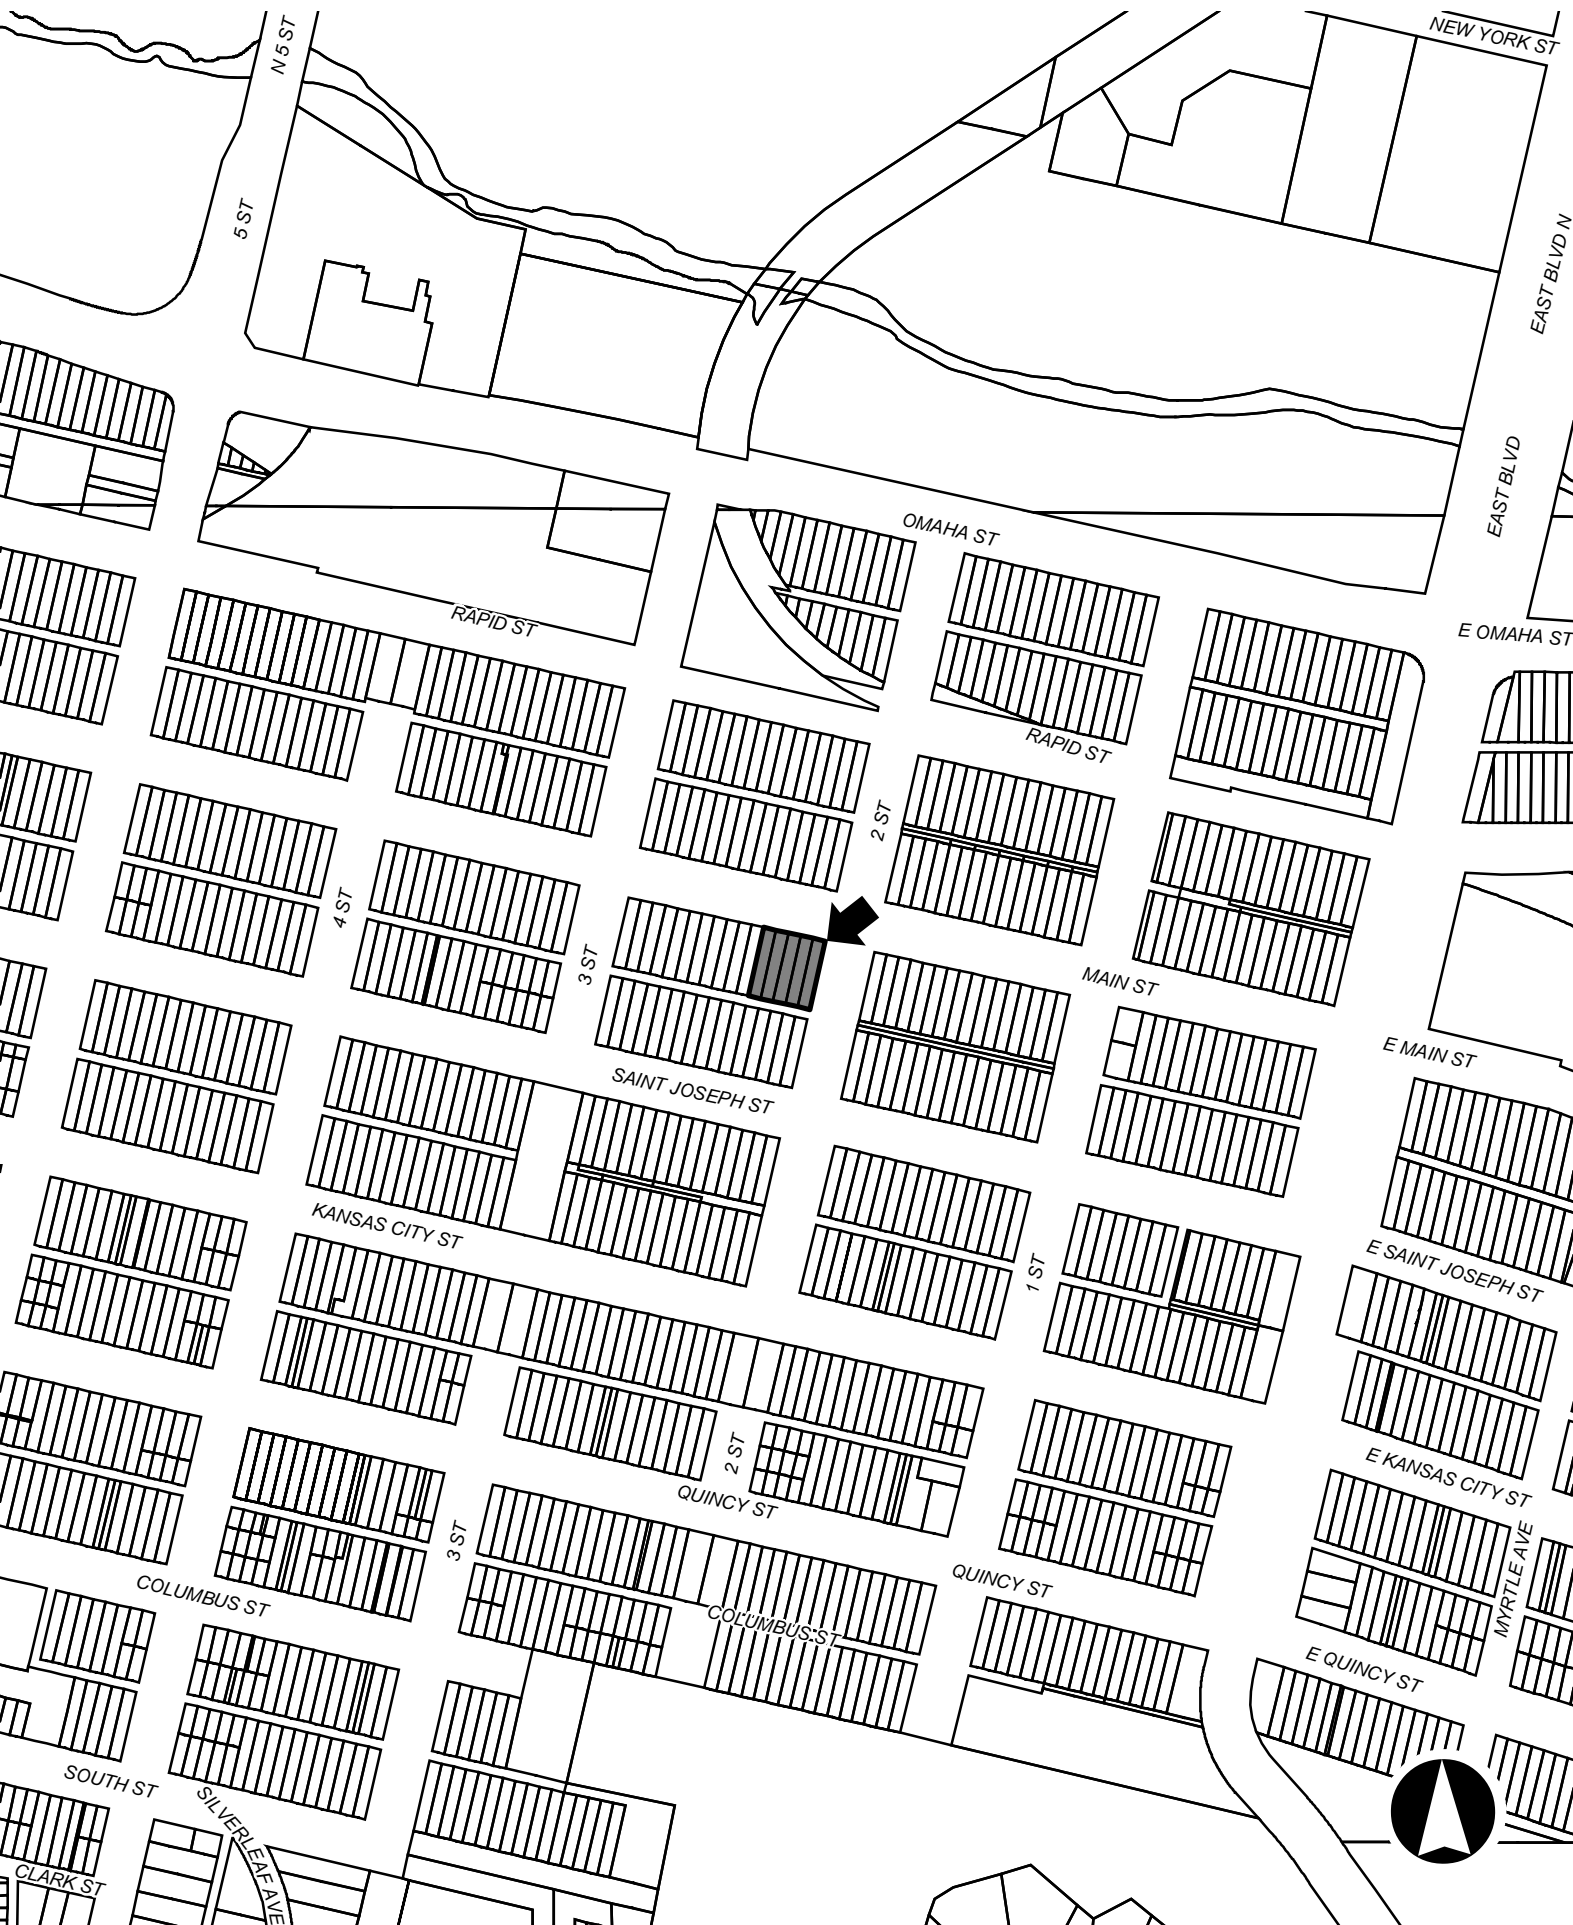 NEW YORK ST
N 5 ST
5 ST
EAST BLVD N
EAST BLVD
OMAHA ST
RAPID ST
E OMAHA ST
RAPID ST
2 ST
4 ST
3 ST
MAIN ST
E MAIN ST
SAINT JOSEPH ST
KANSAS CITY ST
1 ST
E SAINT JOSEPH ST
2 ST
QUINCY ST
E KANSAS CITY ST
3 ST
MYRTLE AVE
COLUMBUS ST
QUINCY ST
COLUMBUS ST
E QUINCY ST
SOUTH ST
SILVERLEAF AVE
CLARK ST